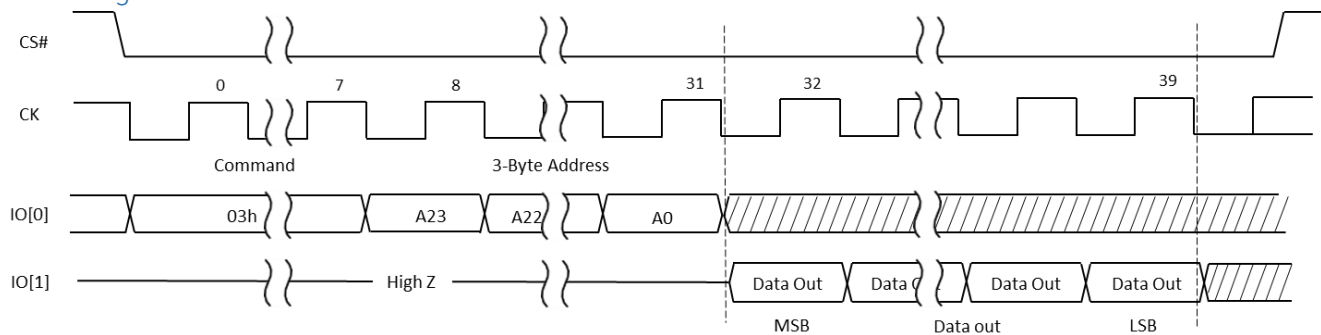 CS#
0 7 8 31 32 39
CK
Command 3-Byte Address
IO[0] 03h A23 A22 A0
IO[1] High Z Data Out Data Data Out Data Out
MSB Data out LSB